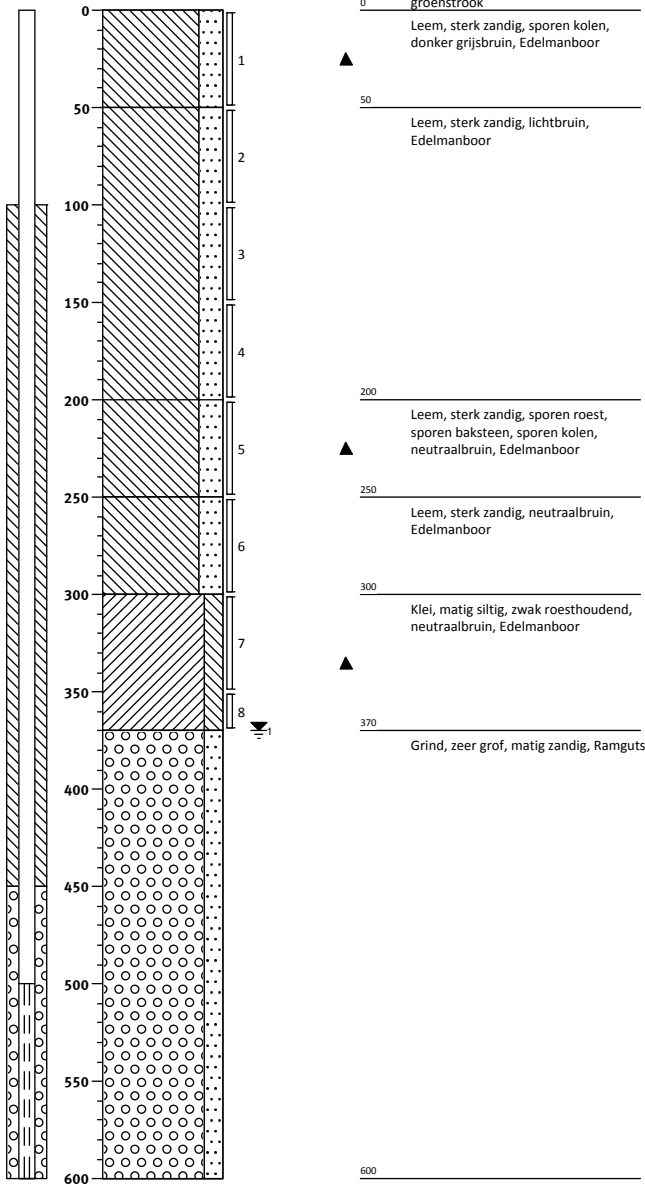 0 groenstrook
0
Leem, sterk zandig, sporen kolen,
donker grijsbruin, Edelmanboor
1
50
50
Leem, sterk zandig, lichtbruin,
Edelmanboor
2
100
3
150
4
200
200
Leem, sterk zandig, sporen roest,
sporen baksteen, sporen kolen,
neutraalbruin, Edelmanboor
5
250
250
Leem, sterk zandig, neutraalbruin,
Edelmanboor
6
300
300
Klei, matig siltig, zwak roesthoudend,
neutraalbruin, Edelmanboor
7
350
8
1
370
Grind, zeer grof, matig zandig, Ramguts
400
450
500
550
600
600